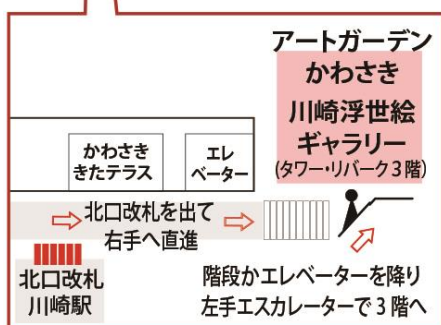 アートガーデン
かわさき
川崎浮世絵
ギャラリー
(タワー・リバーク3階)
かわさき
きたテラス
エレ
ベーター
北口改札を出て
右手へ直進
北口改札
川崎駅
階段かエレベーターを降り
左手エスカレーターで3階へ